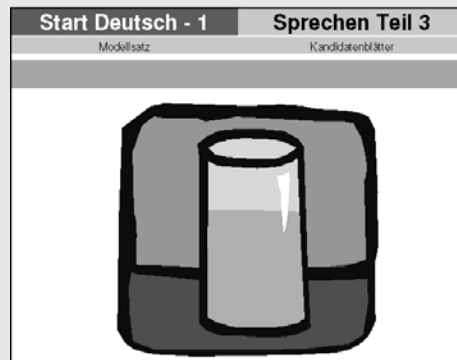 Start Deutsch - 1 Sprechen Teil 3
Modellsatz Kandidatenblätter